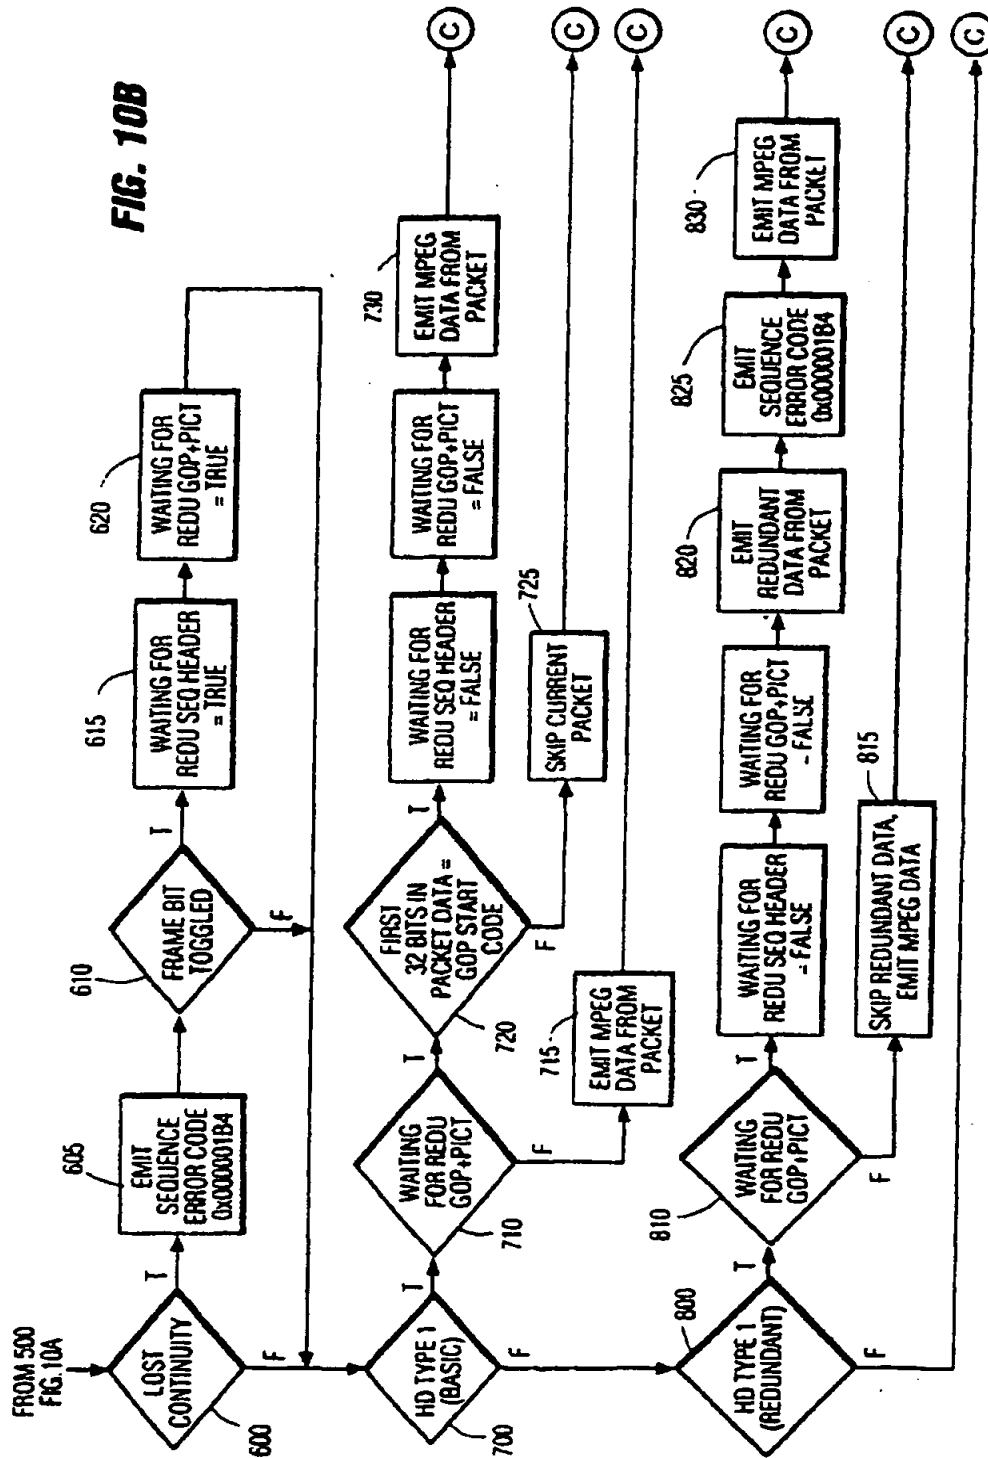 FIG. 10B
FROM 500
FIG. 10A
LOST
CONTINUITY
600
T
F
EMIT
SEQUENCE
ERROR CODE
0x000001B4
605
FRAME BIT
TOGGLED
610
T
F
WAITING FOR
REDU SEQ HEADER
= TRUE
615
WAITING FOR
REDU GOP+PICT
= TRUE
620
HD TYPE 1
(BASIC)
700
T
F
WAITING
FOR REDU
GOP+PICT
710
T
F
FIRST
32 BITS IN
PACKET DATA =
GOP START
CODE
720
T
F
WAITING FOR
REDU SEQ HEADER
= FALSE
WAITING FOR
REDU GOP+PICT
= FALSE
EMIT MPEG
DATA FROM
PACKET
730
C
SKIP CURRENT
PACKET
725
C
EMIT MPEG
DATA FROM
PACKET
715
C
HD TYPE 1
(REDUNDANT)
800
T
F
WAITING
FOR REDU
GOP+PICT
810
T
F
WAITING FOR
REDU SEQ HEADER
= FALSE
WAITING FOR
REDU GOP+PICT
- FALSE
EMIT
REDUNDANT
DATA FROM
PACKET
820
EMIT
SEQUENCE
ERROR CODE
0x000001B4
825
EMIT MPEG
DATA FROM
PACKET
830
C
SKIP REDUNDANT DATA,
EMIT MPEG DATA
815
C
C